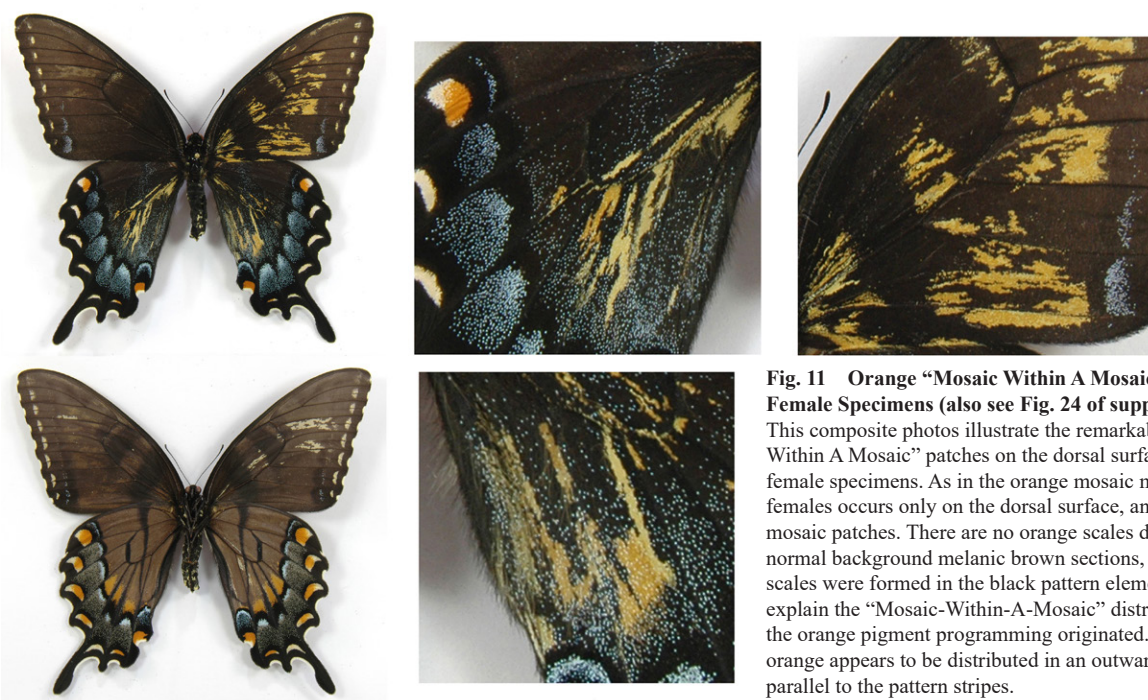 Fig. 11 Orange “Mosaic Within A Mosaic
Female Specimens (also see Fig. 24 of supp
This composite photos illustrate the remarkab
Within A Mosaic” patches on the dorsal surfa
female specimens. As in the orange mosaic m
females occurs only on the dorsal surface, an
mosaic patches. There are no orange scales d
normal background melanic brown sections,
scales were formed in the black pattern eleme
explain the “Mosaic-Within-A-Mosaic” distr
the orange pigment programming originated.
orange appears to be distributed in an outwar
parallel to the pattern stripes.